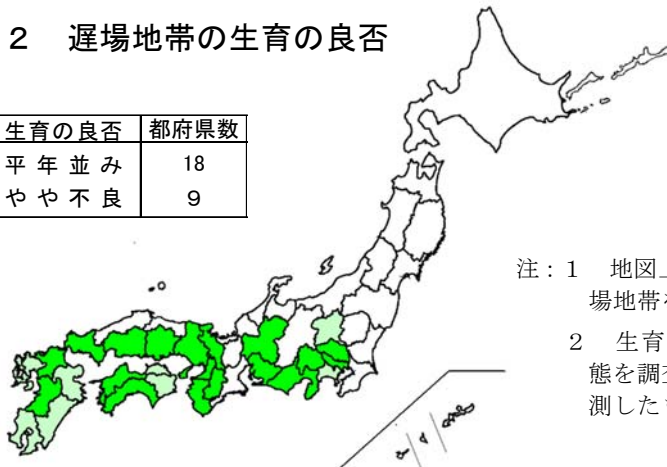 2 遅場地帯の生育の良否
生育の良否 都府県数
平年並み 18
やや不良 9
注:1 地図上
場地帯を
2 生育
態を調査
測した